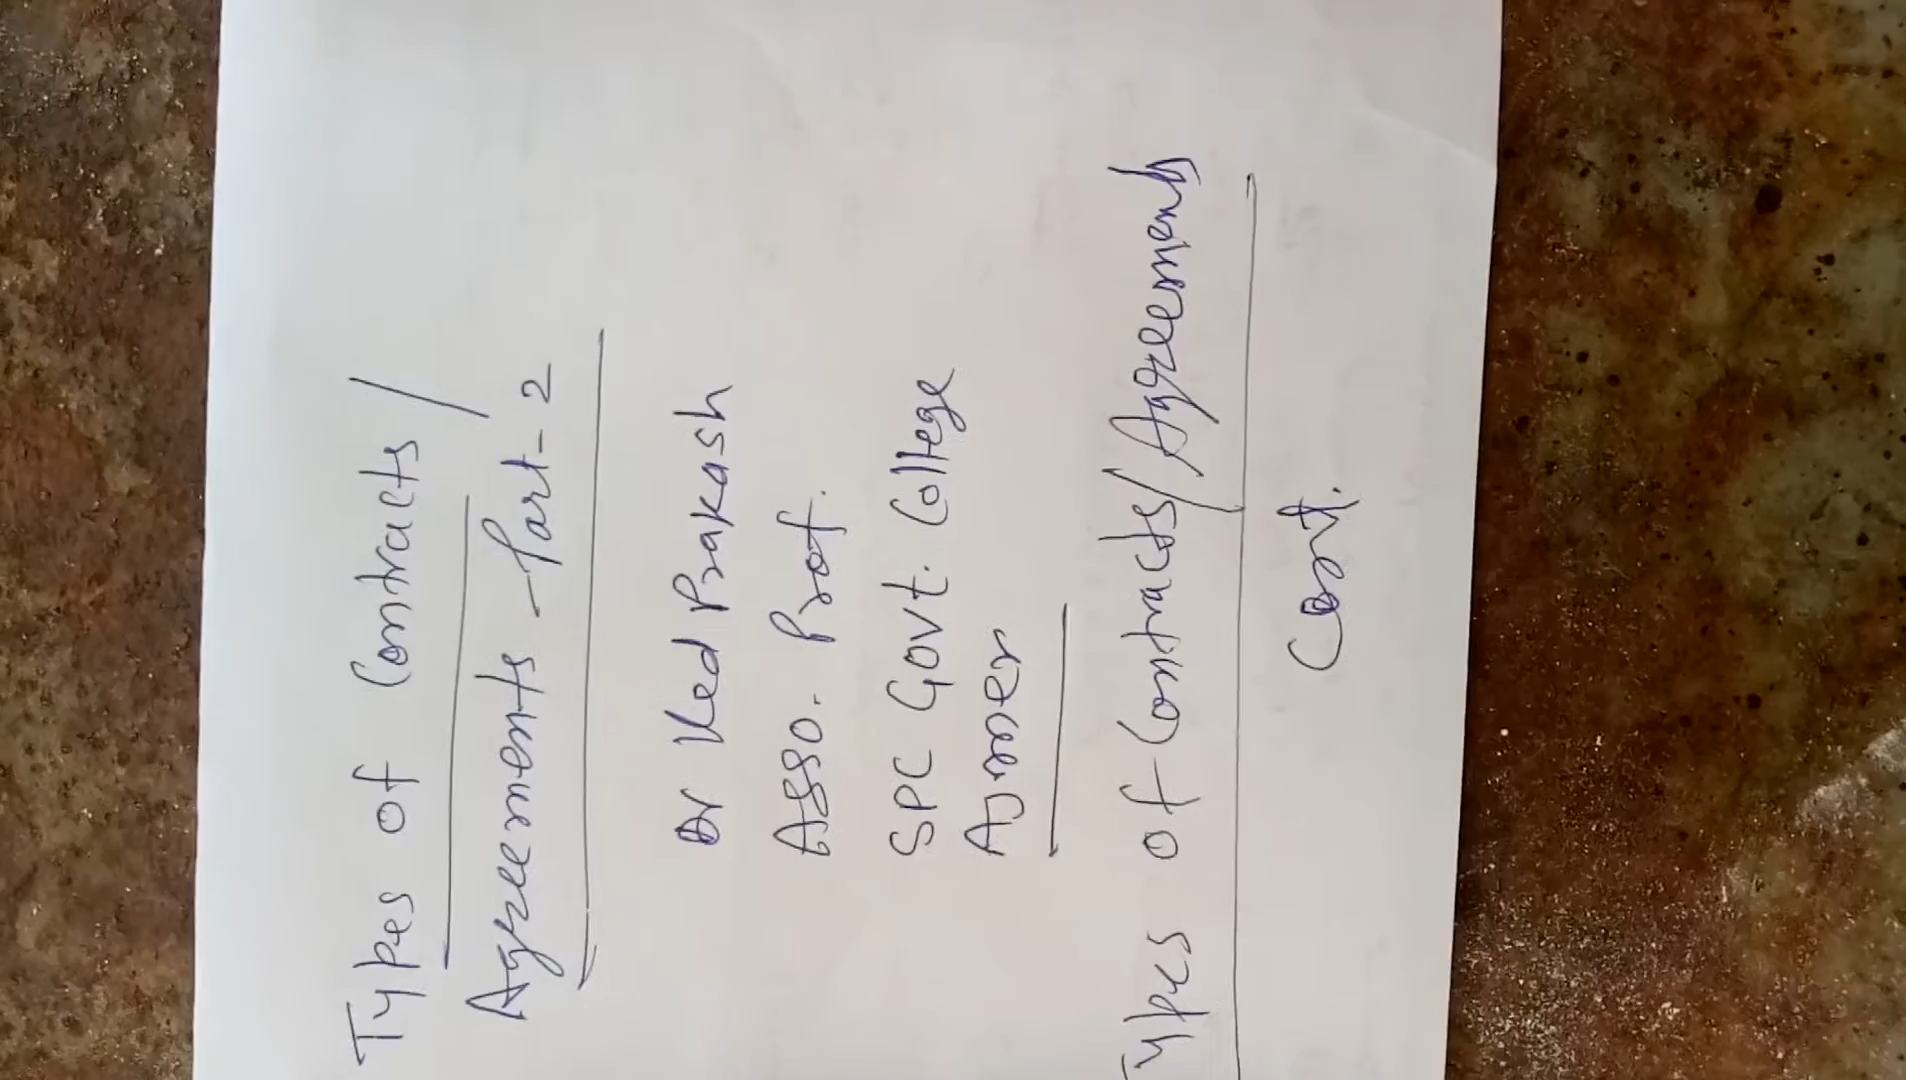 Types of Contracts /
Agreements - Part-2
Dr Ved Prakash
Asso. Prof.
SPC Govt. College
AJmer
Types of Contracts/Agreements
Cont.